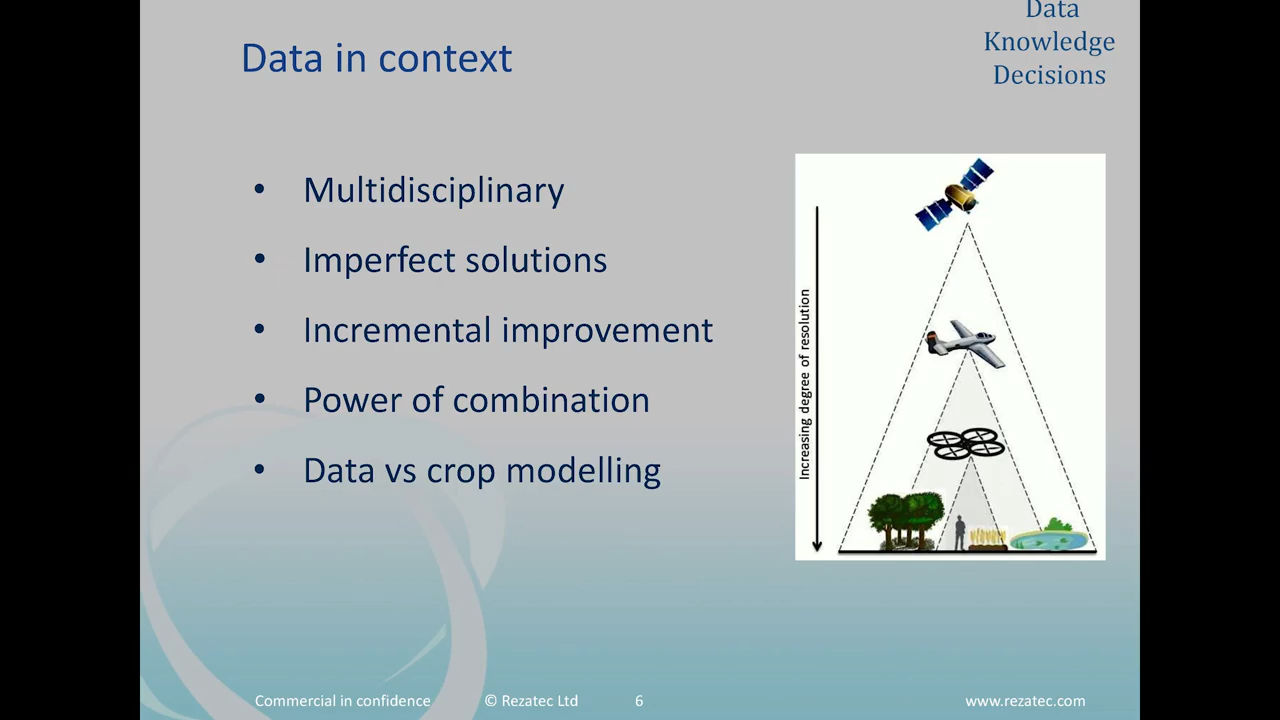 Data in context
Data
Knowledge
Decisions
• Multidisciplinary
• Imperfect solutions
• Incremental improvement
• Power of combination
• Data vs crop modelling
Increasing degree of resolution
Commercial in confidence © Rezatec Ltd 6 www.rezatec.com